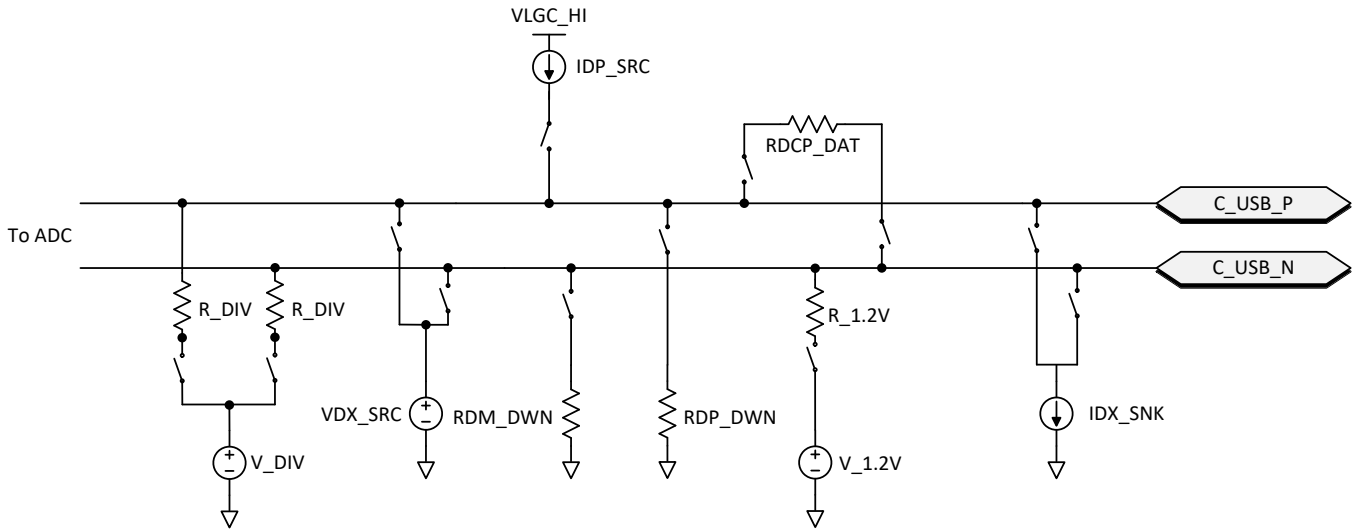 VLGC_HI
IDP_SRC
RDCP_DAT
C_USB_P
To ADC
C_USB_N
R_DIV
R_DIV
R_1.2V
VDX_SRC
RDM_DWN
RDP_DWN
IDX_SNK
V_DIV
V_1.2V